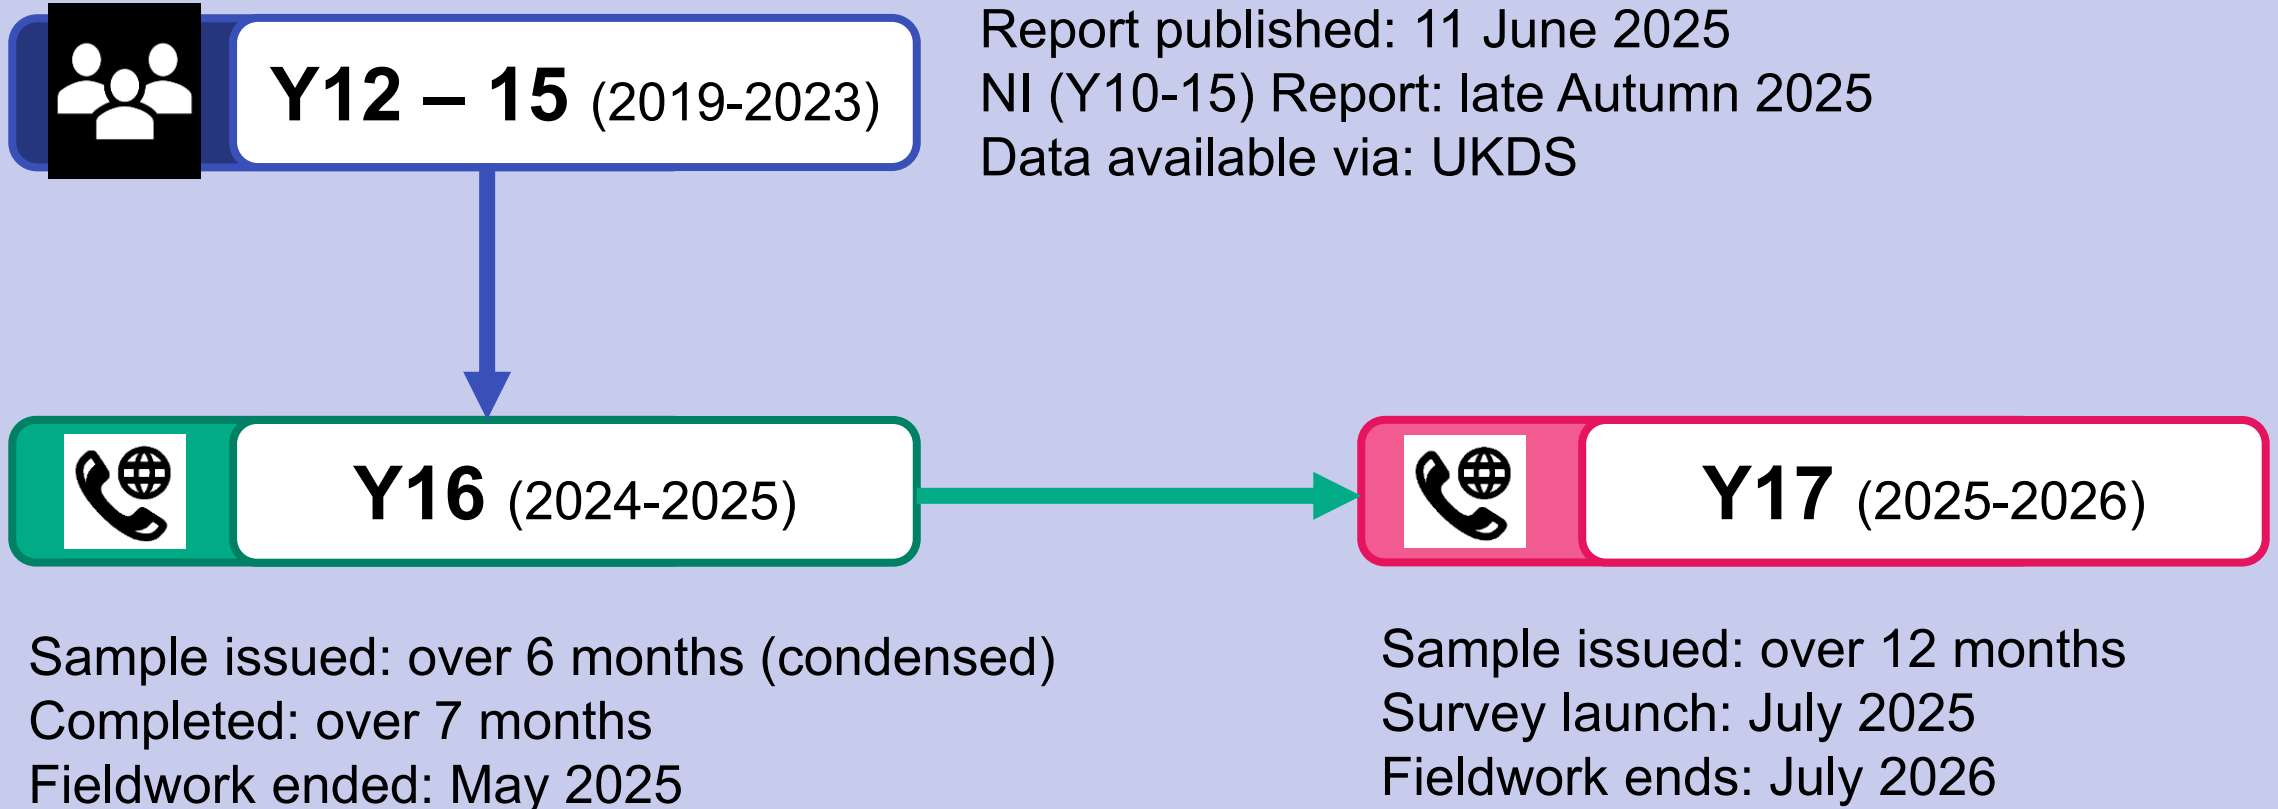 Y12 – 15 (2019-2023)
Report published: 11 June 2025
NI (Y10-15) Report: late Autumn 2025
Data available via: UKDS
Y16 (2024-2025)
Sample issued: over 6 months (condensed)
Completed: over 7 months
Fieldwork ended: May 2025
Y17 (2025-2026)
Sample issued: over 12 months
Survey launch: July 2025
Fieldwork ends: July 2026